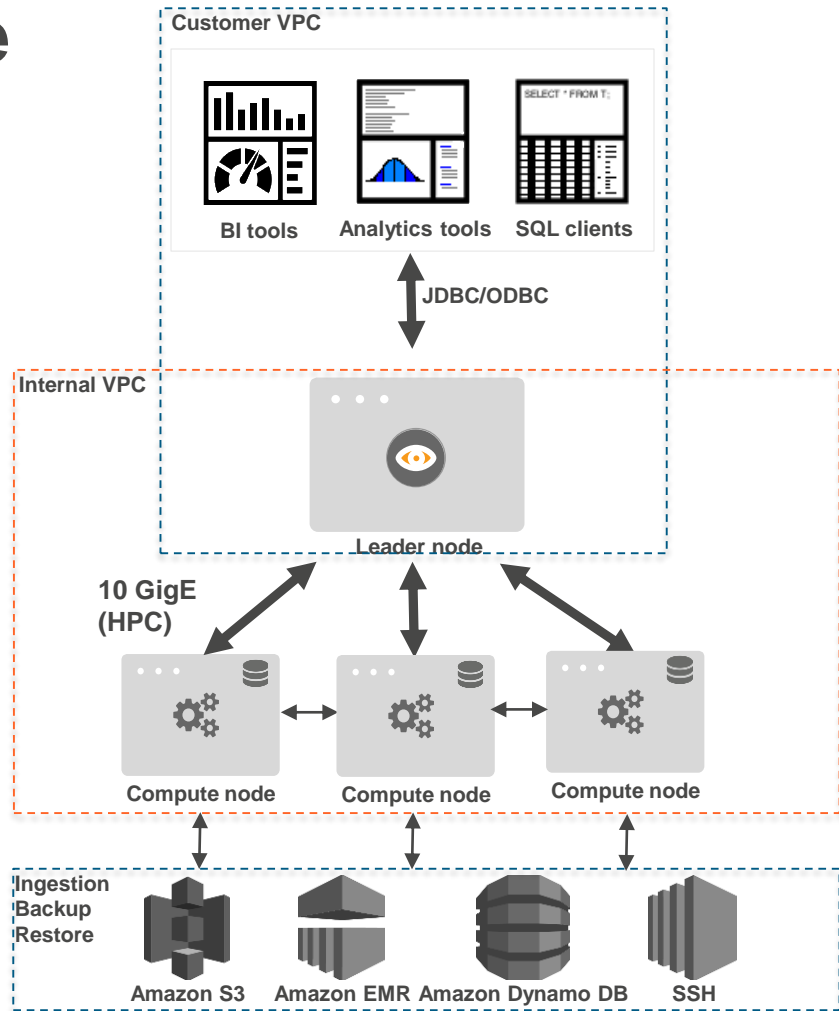 e
Customer VPC
SELECT * FROM T;
BI tools
Analytics tools
SQL clients
JDBC/ODBC
Internal VPC
Leader node
10 GigE
(HPC)
Compute node
Compute node
Compute node
Ingestion
Backup
Restore
Amazon S3
Amazon EMR
Amazon Dynamo DB
SSH